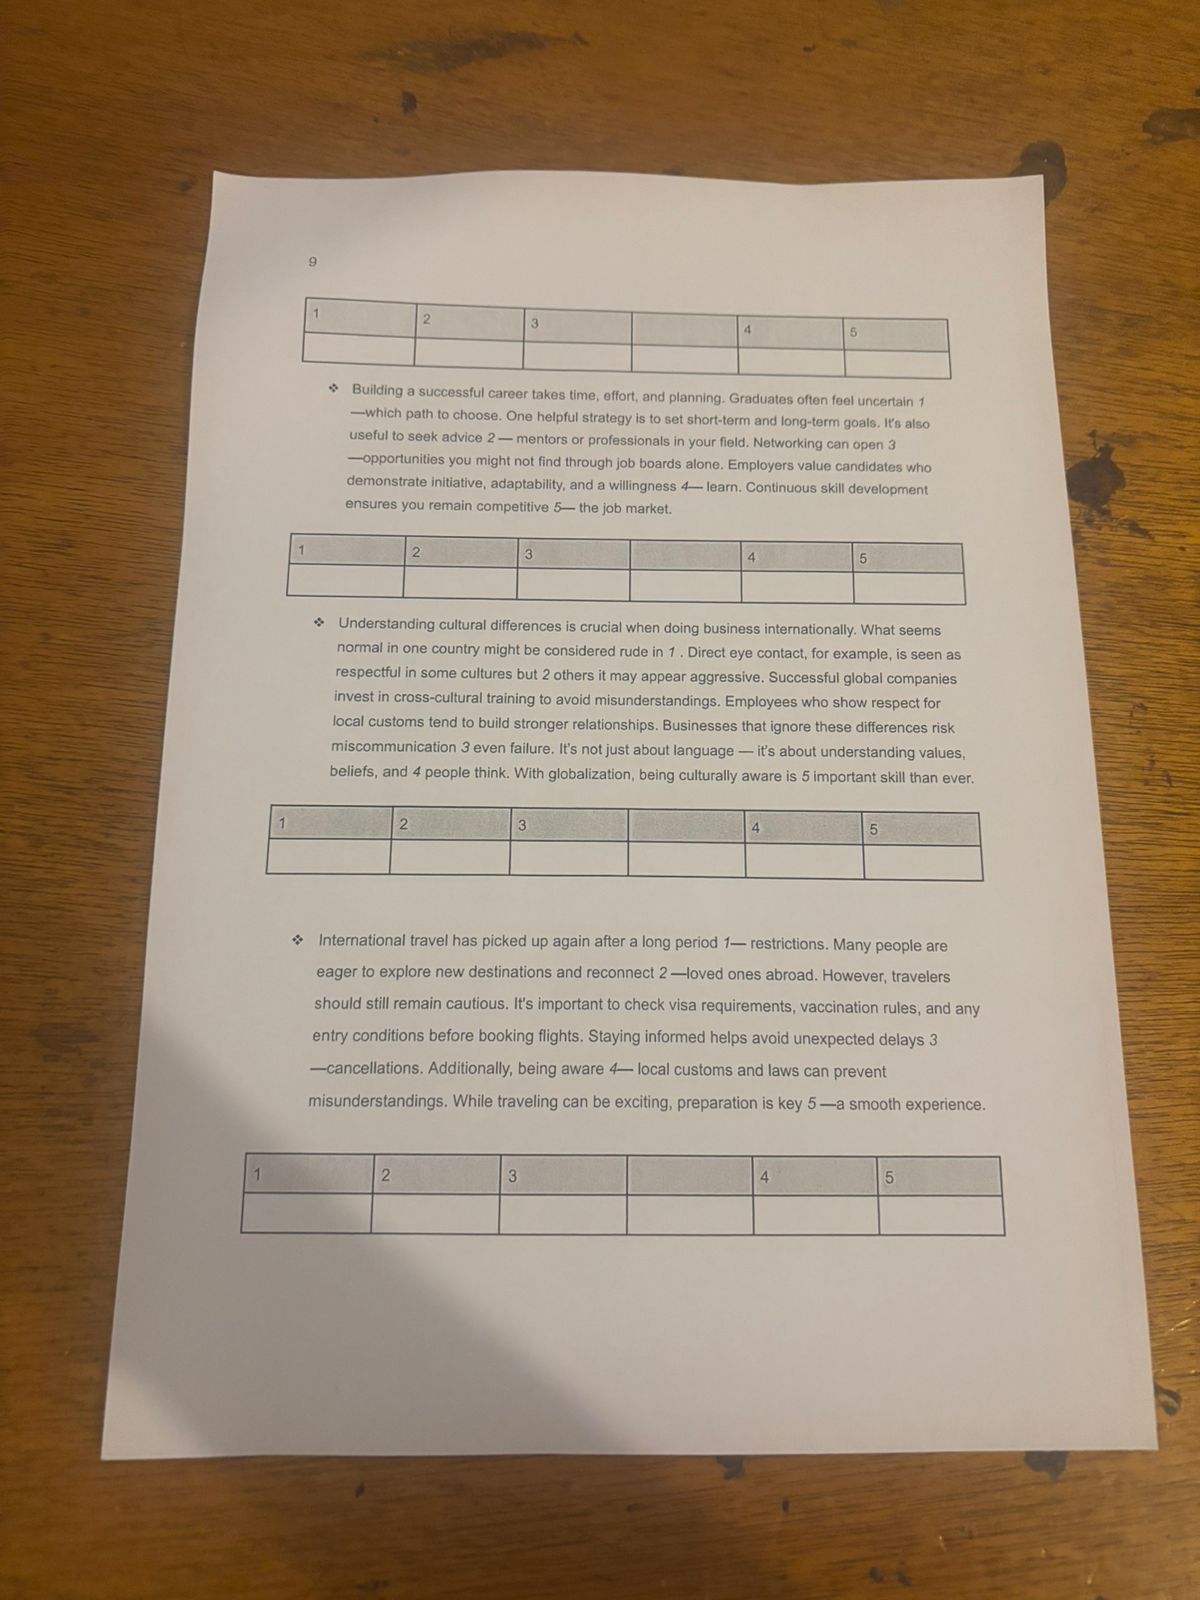 9
1 2 3 4 5
❖ Building a successful career takes time, effort, and planning. Graduates often feel uncertain 1
—which path to choose. One helpful strategy is to set short-term and long-term goals. It's also
useful to seek advice 2 — mentors or professionals in your field. Networking can open 3
—opportunities you might not find through job boards alone. Employers value candidates who
demonstrate initiative, adaptability, and a willingness 4— learn. Continuous skill development
ensures you remain competitive 5— the job market.
1 2 3 4 5
❖ Understanding cultural differences is crucial when doing business internationally. What seems
normal in one country might be considered rude in 1 . Direct eye contact, for example, is seen as
respectful in some cultures but 2 others it may appear aggressive. Successful global companies
invest in cross-cultural training to avoid misunderstandings. Employees who show respect for
local customs tend to build stronger relationships. Businesses that ignore these differences risk
miscommunication 3 even failure. It's not just about language — it's about understanding values,
beliefs, and 4 people think. With globalization, being culturally aware is 5 important skill than ever.
1 2 3 4 5
❖ International travel has picked up again after a long period 1— restrictions. Many people are
eager to explore new destinations and reconnect 2 —loved ones abroad. However, travelers
should still remain cautious. It's important to check visa requirements, vaccination rules, and any
entry conditions before booking flights. Staying informed helps avoid unexpected delays 3
—cancellations. Additionally, being aware 4— local customs and laws can prevent
misunderstandings. While traveling can be exciting, preparation is key 5 —a smooth experience.
1 2 3 4 5